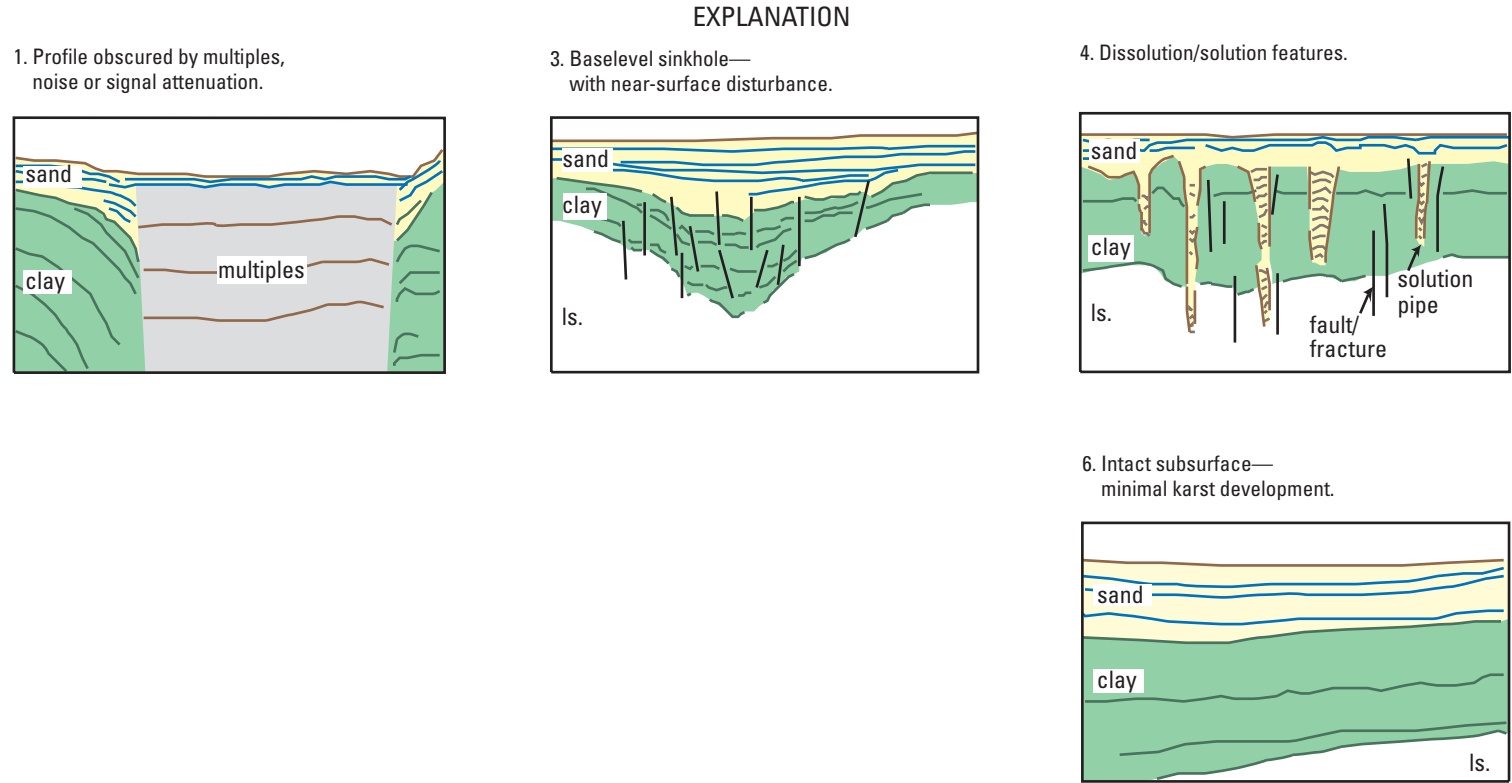 EXPLANATION
1. Profile obscured by multiples,
noise or signal attenuation.
sand
clay
multiples
3. Baselevel sinkhole—
with near-surface disturbance.
sand
clay
ls.
4. Dissolution/solution features.
sand
clay
ls.
solution
pipe
fault/
fracture
6. Intact subsurface—
minimal karst development.
sand
clay
ls.